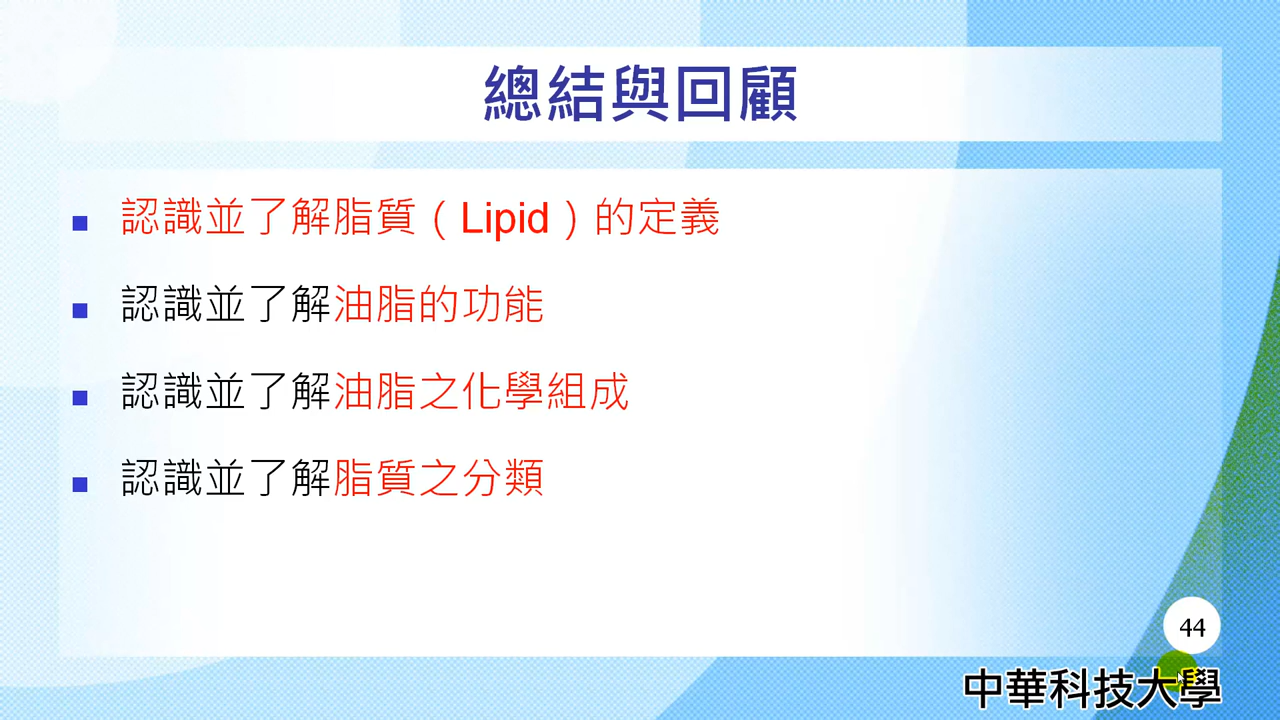 總結與回顧
認識並了解脂質（Lipid）的定義
認識並了解油脂的功能
認識並了解油脂之化學組成
認識並了解脂質之分類
44
中華科技大學